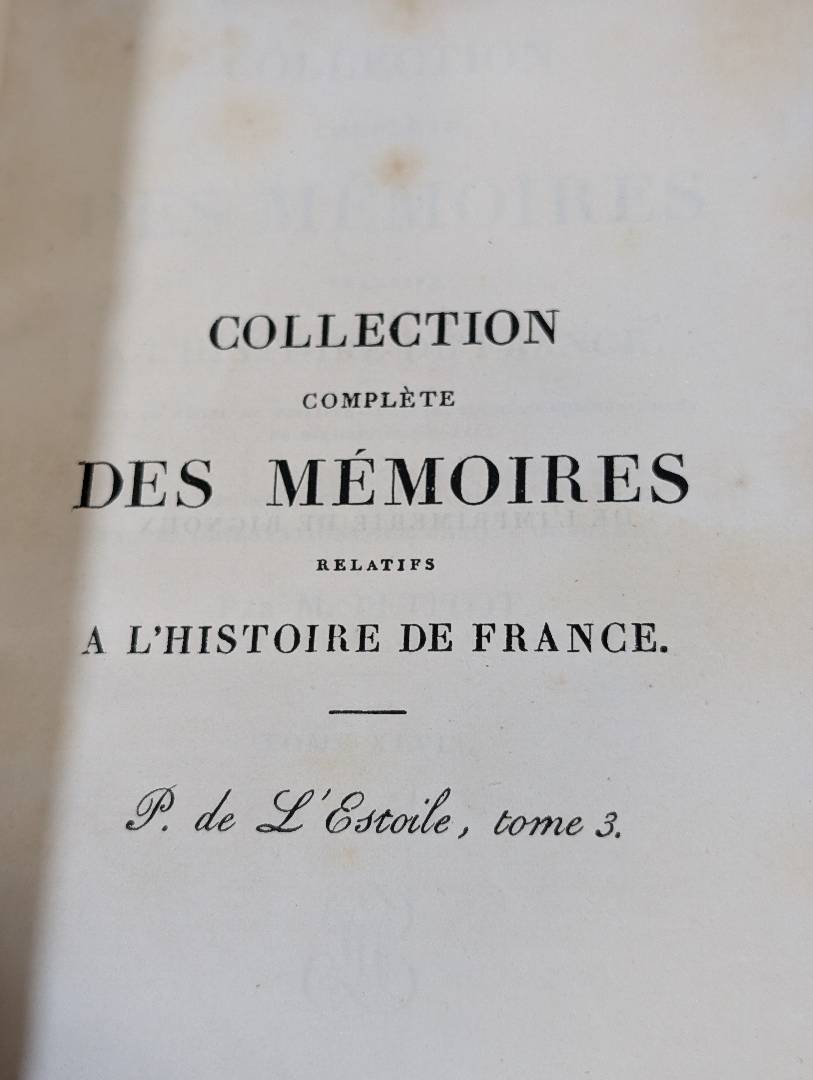 COLLECTION
COMPLÈTE
DES MÉMOIRES
RELATIFS
A L'HISTOIRE DE FRANCE.
P. de L'Estoile, tome 3.